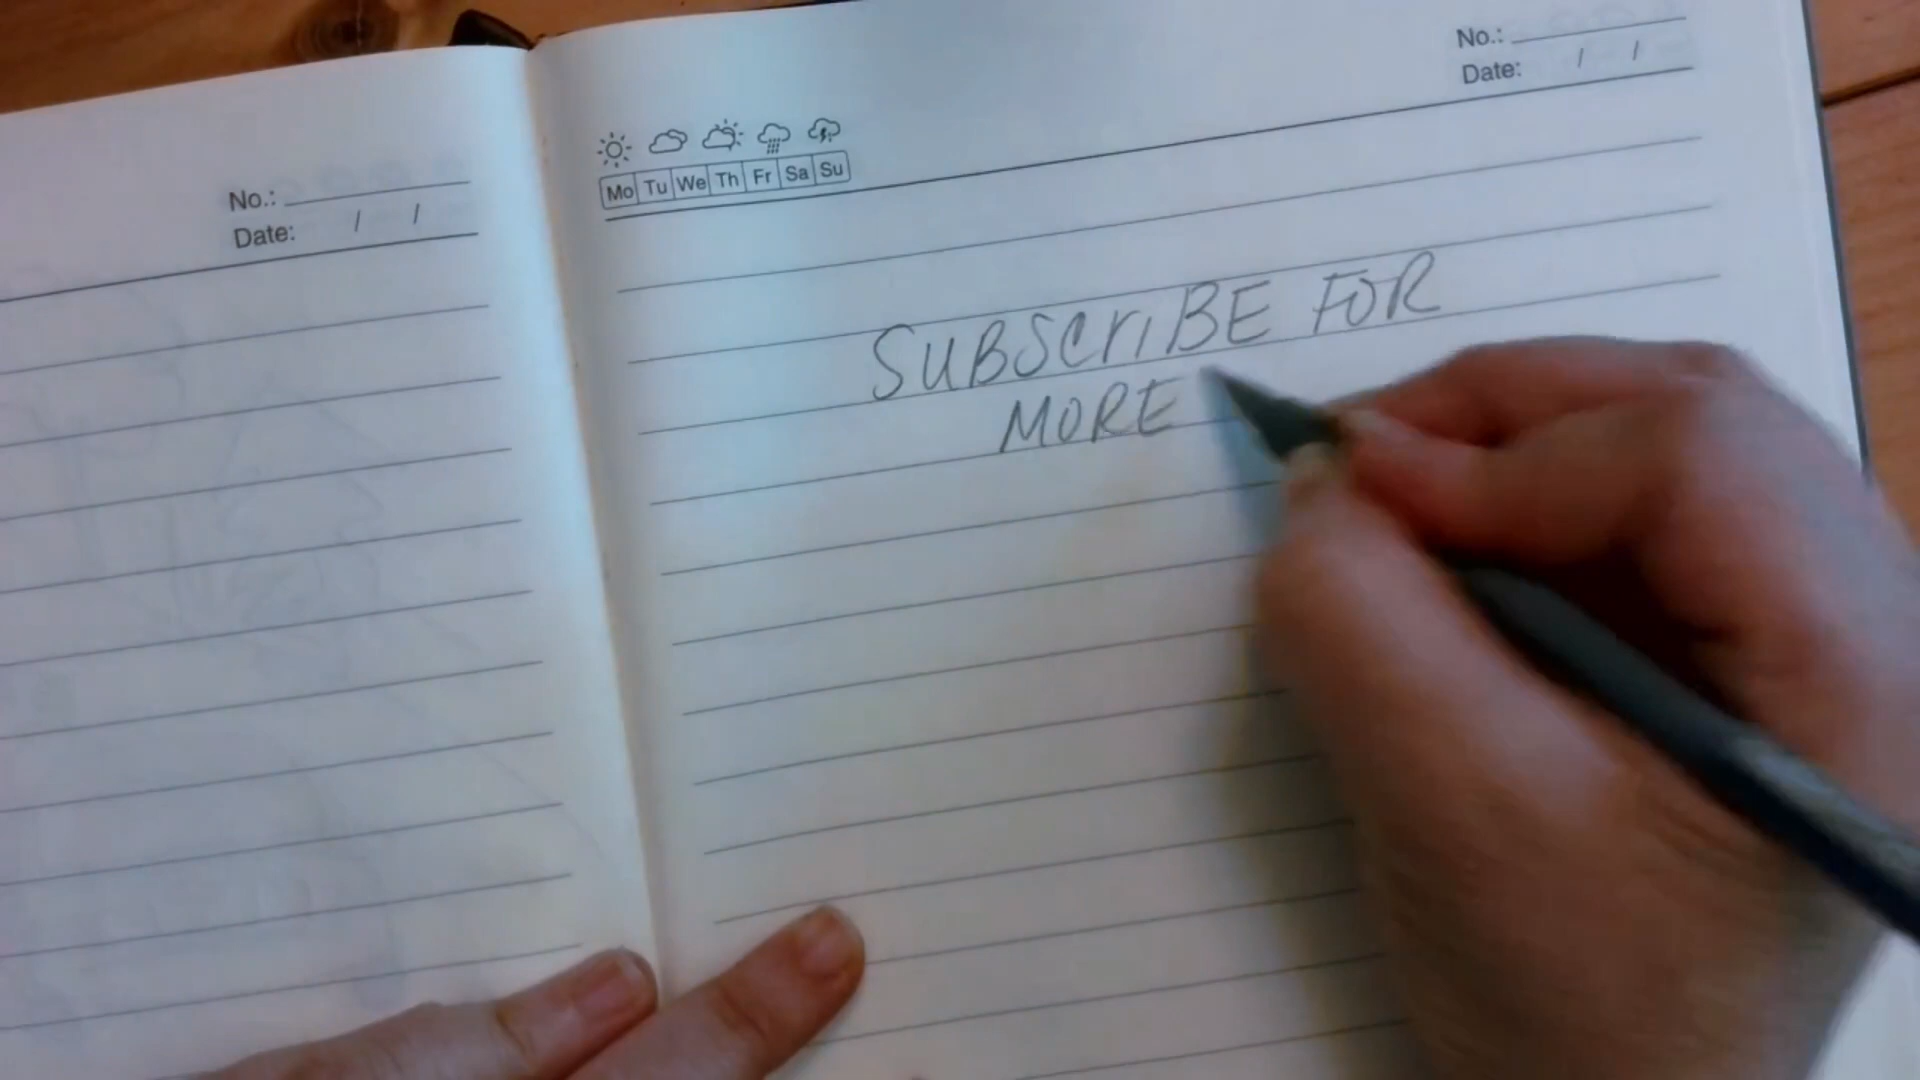 No.:
Date: / /
Mo Tu We Th Fr Sa Su
No.:
Date: / /
SUBSCriBE FOR
MORE